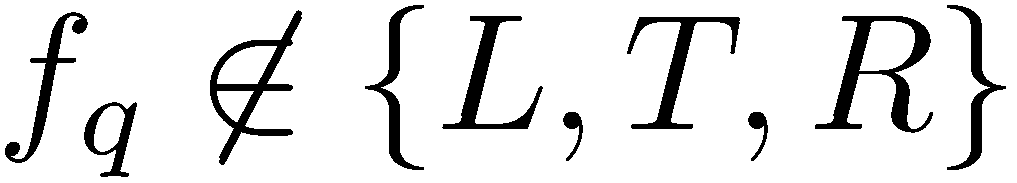 f_q ∉ {L, T, R}